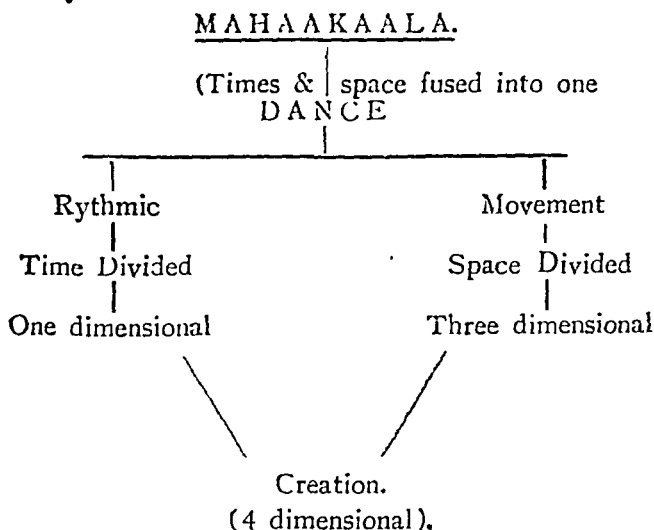 MAHAAKAALA.
(Times & space fused into one
DANCE
Rythmic Movement
Time Divided Space Divided
One dimensional Three dimensional
Creation.
(4 dimensional),